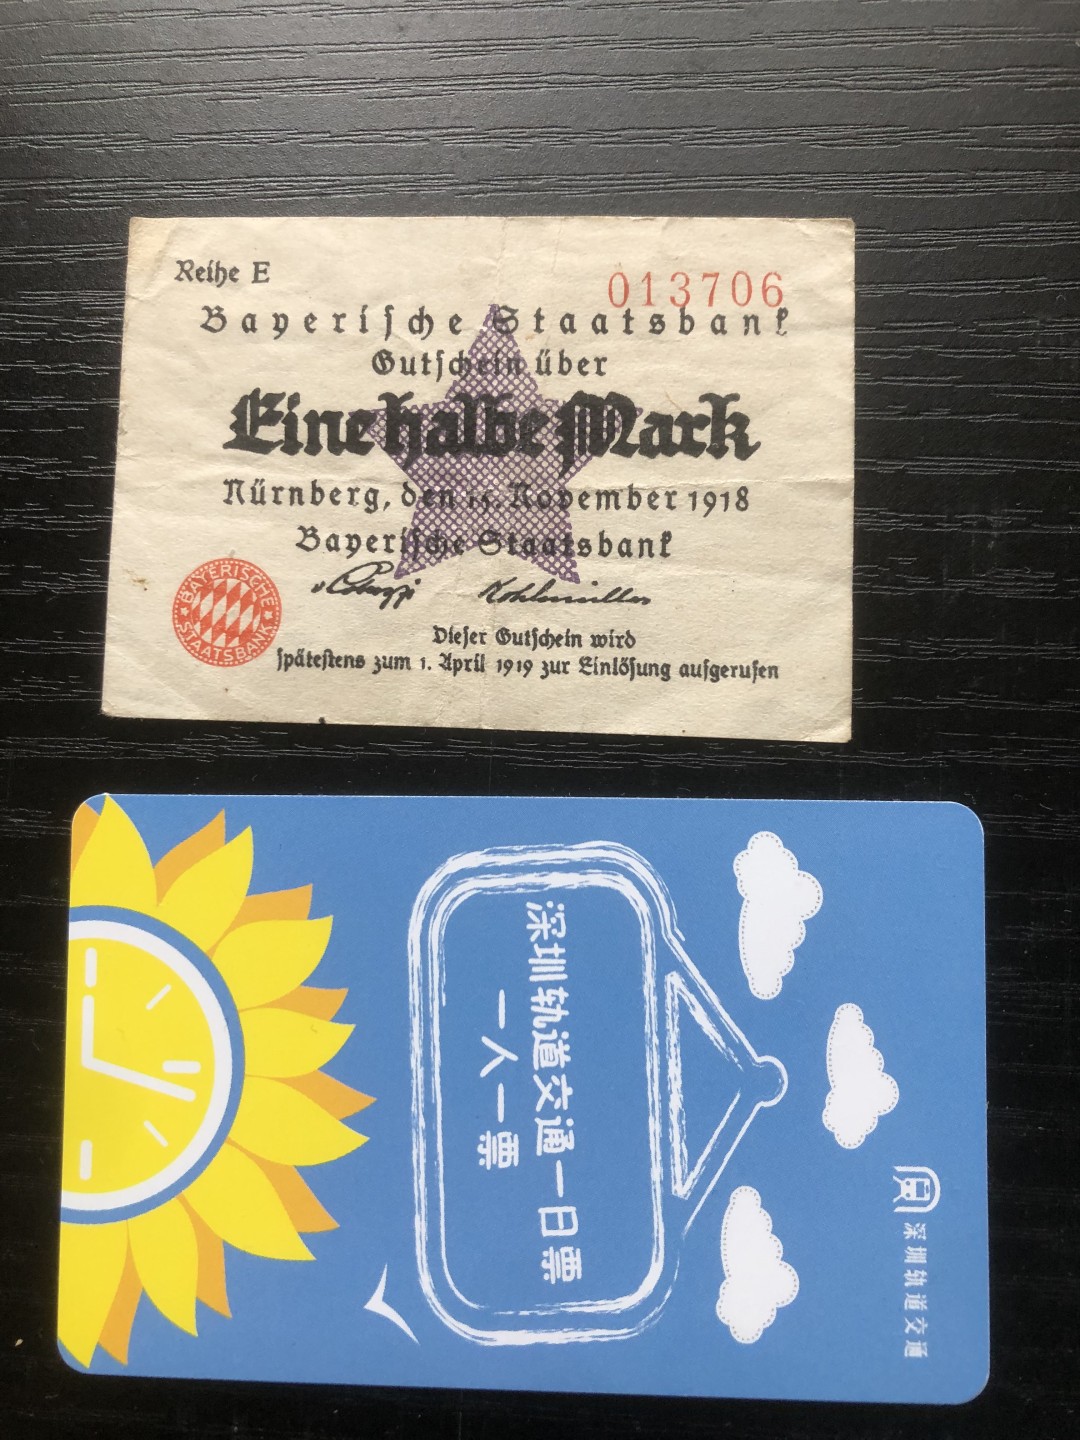 Reihe E
013706
Bayerische Staatsbank
Gutschein über
Eine halbe Mark
Nürnberg, den 15. November 1918
Bayerische Staatsbank
Kohlmüller
BAYERISCHE STAATSBANK
Dieser Gutschein wird
spätestens zum 1. April 1919 zur Einlösung aufgerufen
深圳轨道交通
深圳轨道交通一日票
一人一票